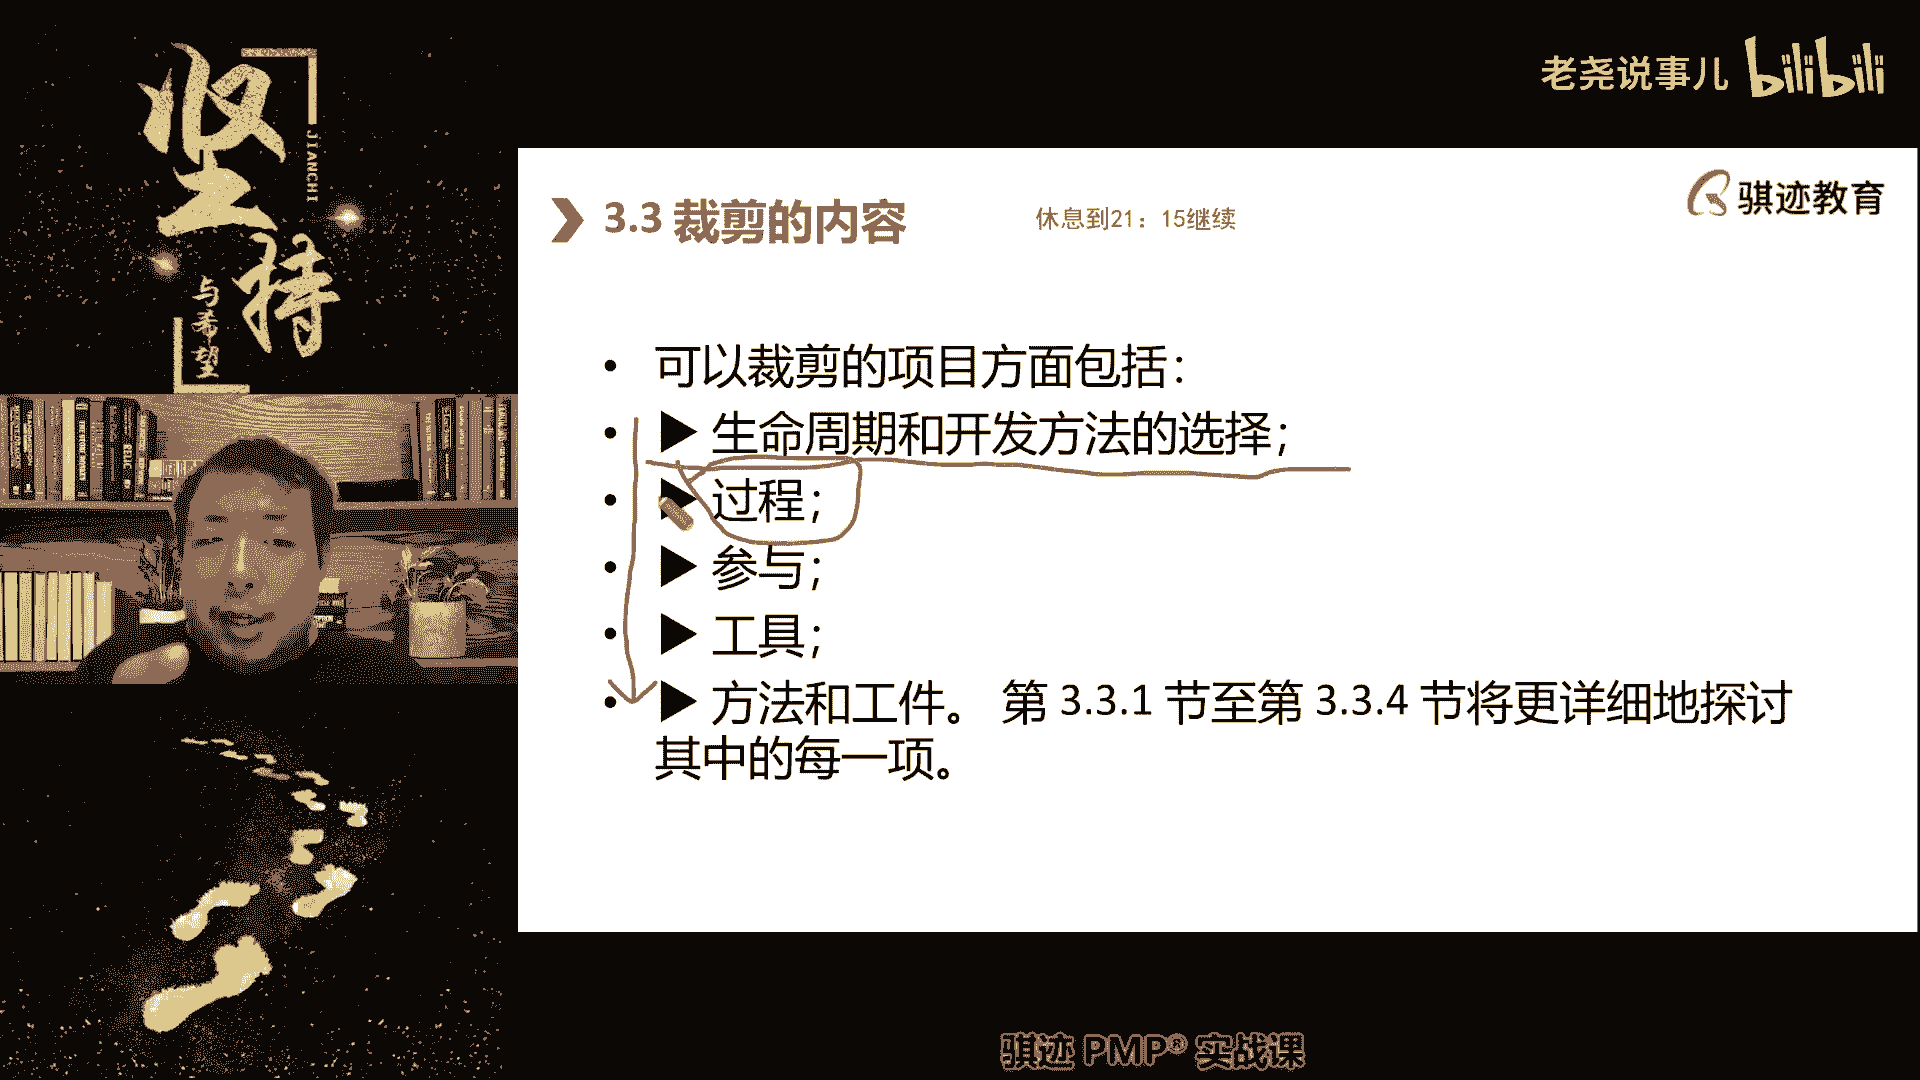 坚持
JIANCHI
与希望
老尧说事儿 bilibili
骐迹教育
3.3 裁剪的内容
休息到21：15继续
• 可以裁剪的项目方面包括：
• ▶ 生命周期和开发方法的选择；
• ▶ 过程；
• ▶ 参与；
• ▶ 工具；
• ▶ 方法和工件。 第 3.3.1 节至第 3.3.4 节将更详细地探讨
其中的每一项。
骐迹 PMP® 实战课